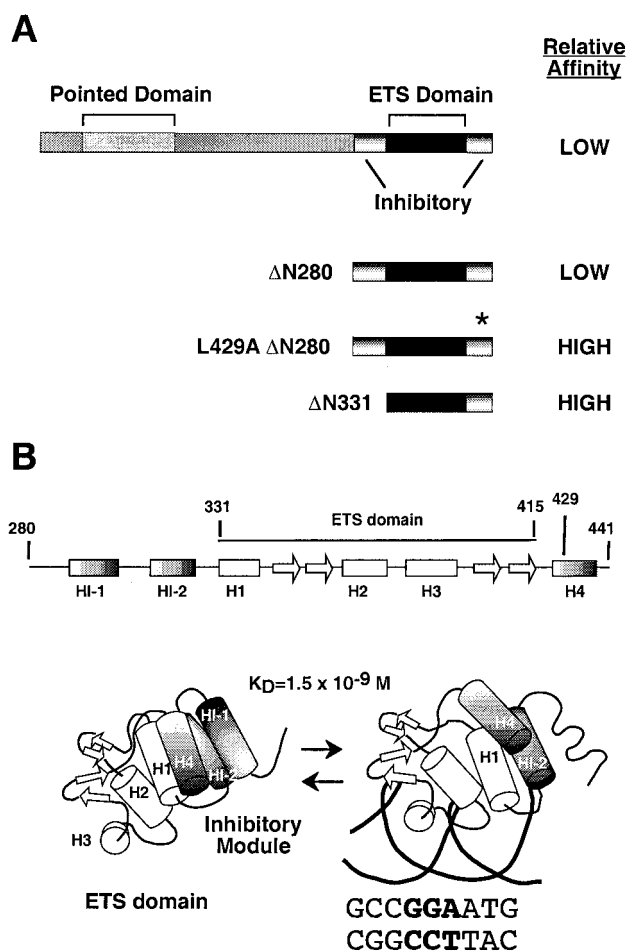 A
Relative
Affinity
Pointed Domain
ETS Domain
LOW
Inhibitory
ΔN280
LOW
*
L429A ΔN280
HIGH
ΔN331
HIGH
B
331
ETS domain
415
429
280
441
HI-1
HI-2
H1
H2
H3
H4
KD=1.5 x 10-9 M
HI-1
H4
H1
H4
HI-2
H1
HI-2
H2
H3
Inhibitory
Module
ETS domain
GCCGGAATG
CGGCCTTAC